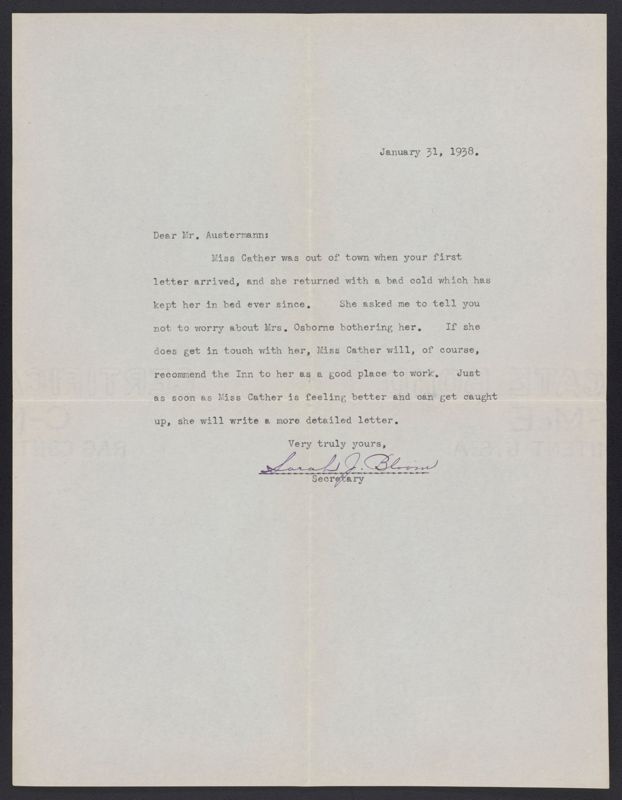 January 31, 1938.
Dear Mr. Austermann:
Miss Cather was out of town when your first
letter arrived, and she returned with a bad cold which has
kept her in bed ever since. She asked me to tell you
not to worry about Mrs. Osborne bothering her. If she
does get in touch with her, Miss Cather will, of course,
recommend the Inn to her as a good place to work. Just
as soon as Miss Cather is feeling better and can get caught
up, she will write a more detailed letter.
Very truly yours,
Sarah J. Bloom
Secretary